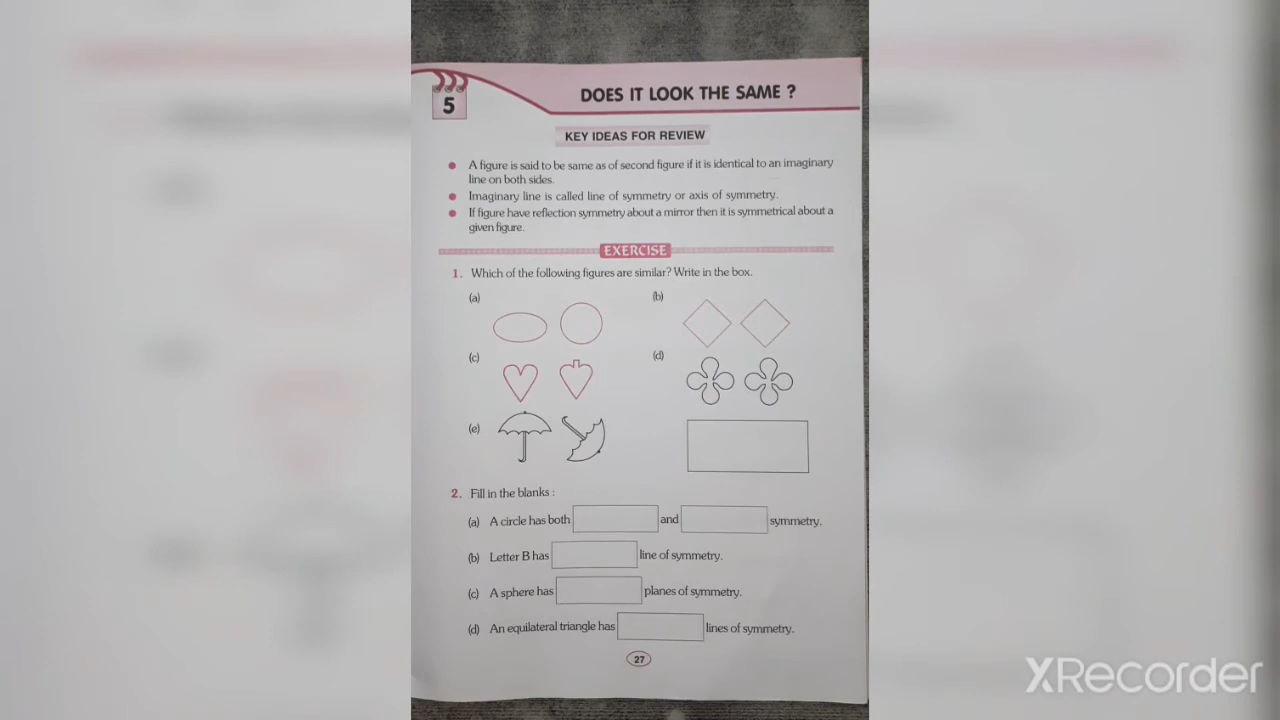 5
DOES IT LOOK THE SAME ?
KEY IDEAS FOR REVIEW
A figure is said to be same as of second figure if it is identical to an imaginary
line on both sides.
Imaginary line is called line of symmetry or axis of symmetry.
If figure have reflection symmetry about a mirror then it is symmetrical about a
given figure.
EXERCISE
1. Which of the following figures are similar? Write in the box.
(a) (b)
(c) (d)
(e)
2. Fill in the blanks :
(a) A circle has both and symmetry.
(b) Letter B has line of symmetry.
(c) A sphere has planes of symmetry.
(d) An equilateral triangle has lines of symmetry.
27
XRecorder